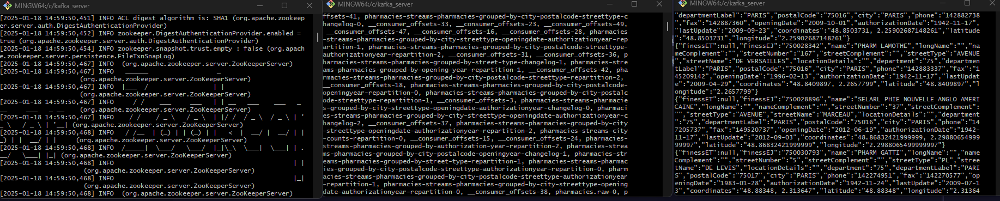 MINGW64:/c/kafka_server
[2025-01-18 14:59:50,451] INFO ACL digest algorithm is: SHA1 (org.apache.zookeep
er.server.auth.DigestAuthenticationProvider)
[2025-01-18 14:59:50,452] INFO zookeeper.DigestAuthenticationProvider.enabled =
true (org.apache.zookeeper.server.auth.DigestAuthenticationProvider)
[2025-01-18 14:59:50,454] INFO zookeeper.snapshot.trust.empty : false (org.apach
e.zookeeper.server.persistence.FileTxnSnapLog)
[2025-01-18 14:59:50,467] INFO  (org.apache.zookeeper.server.ZooKeeperServer)
[2025-01-18 14:59:50,467] INFO   ______                  _
(org.apache.zookeeper.server.ZooKeeperServer)
[2025-01-18 14:59:50,467] INFO  |___  /                 | |
(org.apache.zookeeper.server.ZooKeeperServer)
[2025-01-18 14:59:50,467] INFO     / /    ___     ___   | | __   ___    ___   _
__     ___   _ __    (org.apache.zookeeper.server.ZooKeeperServer)
[2025-01-18 14:59:50,467] INFO    / /    / _ \   / _ \  | |/ /  / _ \  / _ \ | '
_ \   / _ \ | '__| (org.apache.zookeeper.server.ZooKeeperServer)
[2025-01-18 14:59:50,468] INFO   / /__  | (_) | | (_) | |   <  |  __/ |  __/ | |
_) | |  __/ | |     (org.apache.zookeeper.server.ZooKeeperServer)
[2025-01-18 14:59:50,468] INFO  /_____|  \___/   \___/  |_|\_\  \___|  \___| | .
__/   \___| |_| (org.apache.zookeeper.server.ZooKeeperServer)
[2025-01-18 14:59:50,468] INFO                                               | |
(org.apache.zookeeper.server.ZooKeeperServer)
[2025-01-18 14:59:50,468] INFO                                               |_|
(org.apache.zookeeper.server.ZooKeeperServer)
[2025-01-18 14:59:50,468] INFO  (org.apache.zookeeper.server.ZooKeeperServer)
MINGW64:/c/kafka_server
ffsets-41, pharmacies-streams-pharmacies-grouped-by-city-postalcode-streettype-c
hangelog-0, __consumer_offsets-33, __consumer_offsets-23, __consumer_offsets-49,
__consumer_offsets-47, __consumer_offsets-16, __consumer_offsets-28, pharmacies
-streams-pharmacies-grouped-by-city-streettype-openingdate-authorizationyear-rep
artition-1, pharmacies-streams-pharmacies-grouped-by-city-postalcode-streettype-
authorizationyear-repartition-2, __consumer_offsets-31, __consumer_offsets-36, p
harmacies-streams-pharmacies-grouped-by-street-type-changelog-1, pharmacies-stre
ams-pharmacies-grouped-by-opening-year-repartition-1, __consumer_offsets-42, pha
rmacies-streams-pharmacies-grouped-by-city-postalcode-streettype-repartition-2,
__consumer_offsets-18, pharmacies-streams-pharmacies-grouped-by-city-postalcode-
openingyear-repartition-0, pharmacies-streams-pharmacies-grouped-by-city-postalc
ode-streettype-repartition-1, __consumer_offsets-3, pharmacies-streams-pharmacie
s-grouped-by-city-postalcode-streettype-authorizationyear-changelog-0, pharmaci
es-streams-pharmacies-grouped-by-city-streettype-openingdate-authorizationyear-c
hangelog-2, __consumer_offsets-37, pharmacies-streams-pharmacies-grouped-by-city
-streettype-openingdate-authorizationyear-repartition-2, pharmacies-streams-city
-counts-repartition-0, __consumer_offsets-15, __consumer_offsets-24, pharmacies-
streams-pharmacies-grouped-by-authorization-year-repartition-2, pharmacies-strea
ms-pharmacies-grouped-by-city-postalcode-openingyear-changelog-1, pharmacies-str
eams-pharmacies-grouped-by-street-type-repartition-1, pharmacies-streams-pharmac
ies-grouped-by-city-postalcode-streettype-authorizationyear-repartition-0, pharm
acies-streams-pharmacies-grouped-by-city-postalcode-streettype-authorizationyear
-repartition-1, pharmacies-streams-pharmacies-grouped-by-city-streettype-opening
date-authorizationyear-repartition-0, __consumer_offsets-38, pharmacies.raw-0, p
MINGW64:/c/kafka_server
"departmentLabel":"PARIS","postalCode":"75016","city":"PARIS","phone":"142882738
","fax":"142887360","openingDate":"2009-10-01","authorizationDate":"1942-11-17",
"lastUpdate":"2009-09-23","coordinates":"48.8503731, 2.25902687148261","latitude
":"48.8503731","longitude":"2.25902687148261"}
{"finessET":null,"finessEJ":"750028342","name":"PHARM LAMOTHE","longName":"","na
meComplement":"","streetNumber":"167","streetComplement":"","streetType":"AVENUE
","streetName":"DE VERSAILLES","locationDetails":"","department":"75","departmen
tLabel":"PARIS","postalCode":"75016","city":"PARIS","phone":"142883337","fax":"1
45209142","openingDate":"1996-02-13","authorizationDate":"1942-11-17","lastUpdat
e":"2009-04-29","coordinates":"48.8409897, 2.2657799","latitude":"48.8409897","l
ongitude":"2.2657799"}
{"finessET":null,"finessEJ":"750028896","name":"SELARL PHIE NOUVELLE ANGLO AMERI
CAINE","longName":"","nameComplement":"","streetNumber":"37","streetComplement":
"","streetType":"AVENUE","streetName":"MARCEAU","locationDetails":"","department
":"75","departmentLabel":"PARIS","postalCode":"75016","city":"PARIS","phone":"14
7205737","fax":"149520737","openingDate":"2012-06-19","authorizationDate":"1942-
11-17","lastUpdate":"2012-09-03","coordinates":"48.86832421999999, 2.29880654999
99997","latitude":"48.86832421999999","longitude":"2.2988065499999997"}
{"finessET":null,"finessEJ":"750030793","name":"PHARM GATTI","longName":"","name
Complement":"","streetNumber":"5","streetComplement":"","streetType":"PL","stree
tName":"DE LEVIS","locationDetails":"","department":"75","departmentLabel":"PARI
S","postalCode":"75017","city":"PARIS","phone":"142274951","fax":"142270577","op
eningDate":"1983-01-28","authorizationDate":"1942-11-24","lastUpdate":"2009-07-1
3","coordinates":"48.88348, 2.313647","latitude":"48.88348","longitude":"2.31364